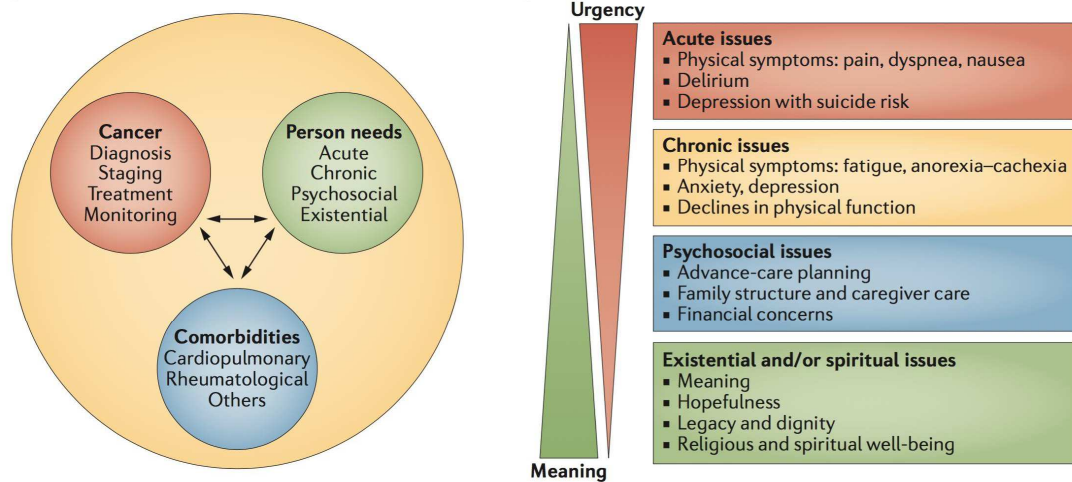 Cancer
Diagnosis
Staging
Treatment
Monitoring
Person needs
Acute
Chronic
Psychosocial
Existential
Comorbidities
Cardiopulmonary
Rheumatological
Others
Urgency
Meaning
Acute issues
▪ Physical symptoms: pain, dyspnea, nausea
▪ Delirium
▪ Depression with suicide risk
Chronic issues
▪ Physical symptoms: fatigue, anorexia–cachexia
▪ Anxiety, depression
▪ Declines in physical function
Psychosocial issues
▪ Advance-care planning
▪ Family structure and caregiver care
▪ Financial concerns
Existential and/or spiritual issues
▪ Meaning
▪ Hopefulness
▪ Legacy and dignity
▪ Religious and spiritual well-being